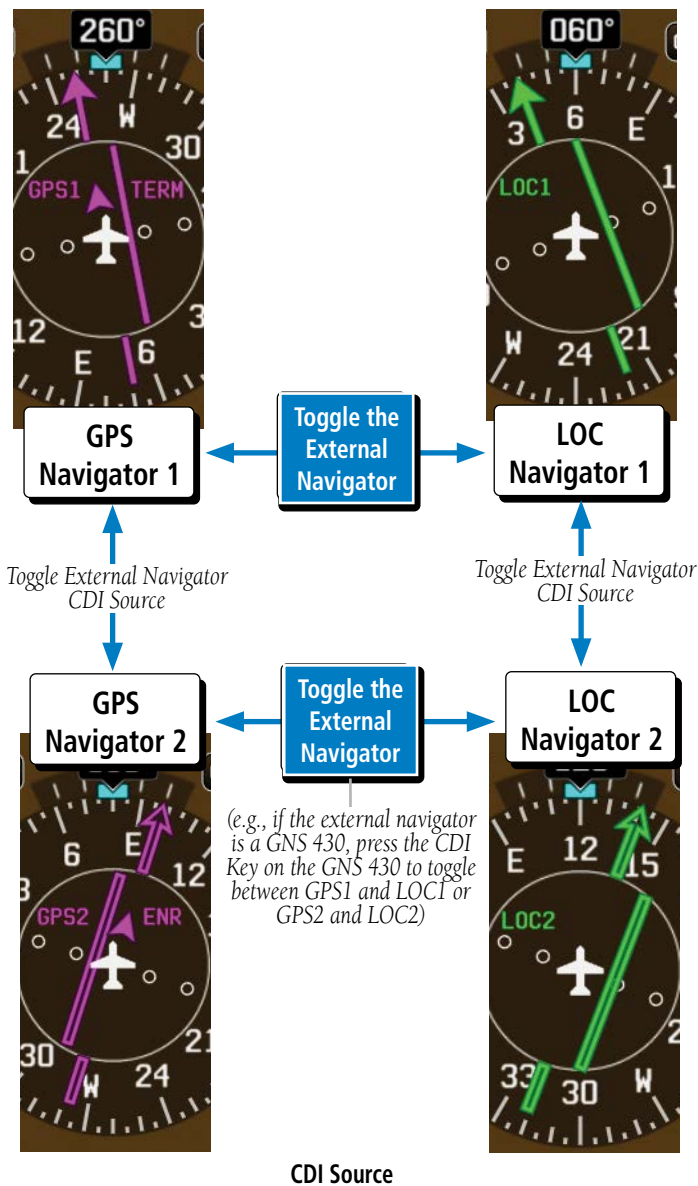 260°
060°
24
W
30
1
GPS1
TERM
12
E
6
3
3
6
E
1
LOC1
W
24
21
GPS
Navigator 1
Toggle the
External
Navigator
LOC
Navigator 1
Toggle External Navigator
CDI Source
Toggle External Navigator
CDI Source
GPS
Navigator 2
Toggle the
External
Navigator
LOC
Navigator 2
(e.g., if the external navigator
is a GNS 430, press the CDI
Key on the GNS 430 to toggle
between GPS1 and LOC1 or
GPS2 and LOC2)
6
E
12
GPS2
ENR
30
W
24
21
E
12
15
LOC2
33
30
W
2
CDI Source